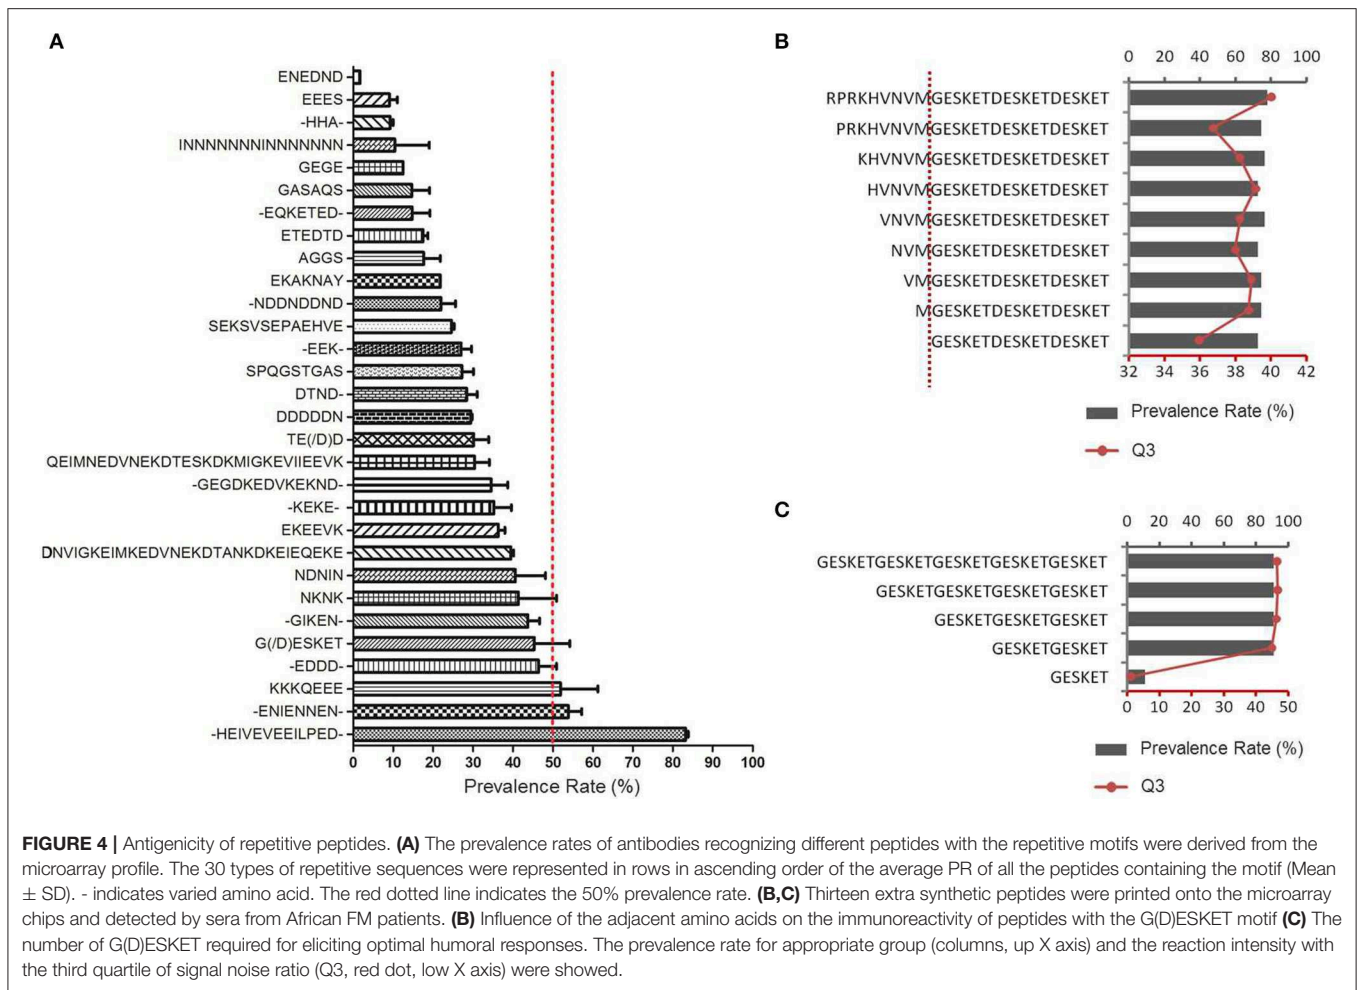 A
ENEDND
EEES
-HHA-
INNNNNNNINNNNNNN
GEGE
GASAQS
-EQKETED-
ETEDTD
AGGS
EKAKNAY
-NDDNDDND
SEKSVSEPAEHVE
-EEK-
SPQGSTGAS
DTND-
DDDDDN
TE(/D)D
QEIMNEDVNEKDTESKDKMIGKEVIIEEVK
-GEGDKEDVKEKND-
-KEKE-
EKEEVK
DNVIGKEIMKEDVNEKDTANKDKEIEQEKE
NDNIN
NKNK
-GIKEN-
G(/D)ESKET
-EDDD-
KKKQEEE
-ENIENNEN-
-HEIVEVEEILPED-
0 10 20 30 40 50 60 70 80 90 100
Prevalence Rate (%)
B
0 20 40 60 80 100
RPRKHVNVMGESKETDESKETDESKET
PRKHVNVMGESKETDESKETDESKET
KHVNVMGESKETDESKETDESKET
HVNVMGESKETDESKETDESKET
VNVMGESKETDESKETDESKET
NVMGESKETDESKETDESKET
VMGESKETDESKETDESKET
MGESKETDESKETDESKET
GESKETDESKETDESKET
32 34 36 38 40 42
Prevalence Rate (%)
Q3
C
0 20 40 60 80 100
GESKETGESKETGESKETGESKETGESKET
GESKETGESKETGESKETGESKET
GESKETGESKETGESKET
GESKETGESKET
GESKET
0 10 20 30 40 50
Prevalence Rate (%)
Q3
FIGURE 4 | Antigenicity of repetitive peptides. (A) The prevalence rates of antibodies recognizing different peptides with the repetitive motifs were derived from the
microarray profile. The 30 types of repetitive sequences were represented in rows in ascending order of the average PR of all the peptides containing the motif (Mean
± SD). - indicates varied amino acid. The red dotted line indicates the 50% prevalence rate. (B,C) Thirteen extra synthetic peptides were printed onto the microarray
chips and detected by sera from African FM patients. (B) Influence of the adjacent amino acids on the immunoreactivity of peptides with the G(D)ESKET motif (C) The
number of G(D)ESKET required for eliciting optimal humoral responses. The prevalence rate for appropriate group (columns, up X axis) and the reaction intensity with
the third quartile of signal noise ratio (Q3, red dot, low X axis) were showed.